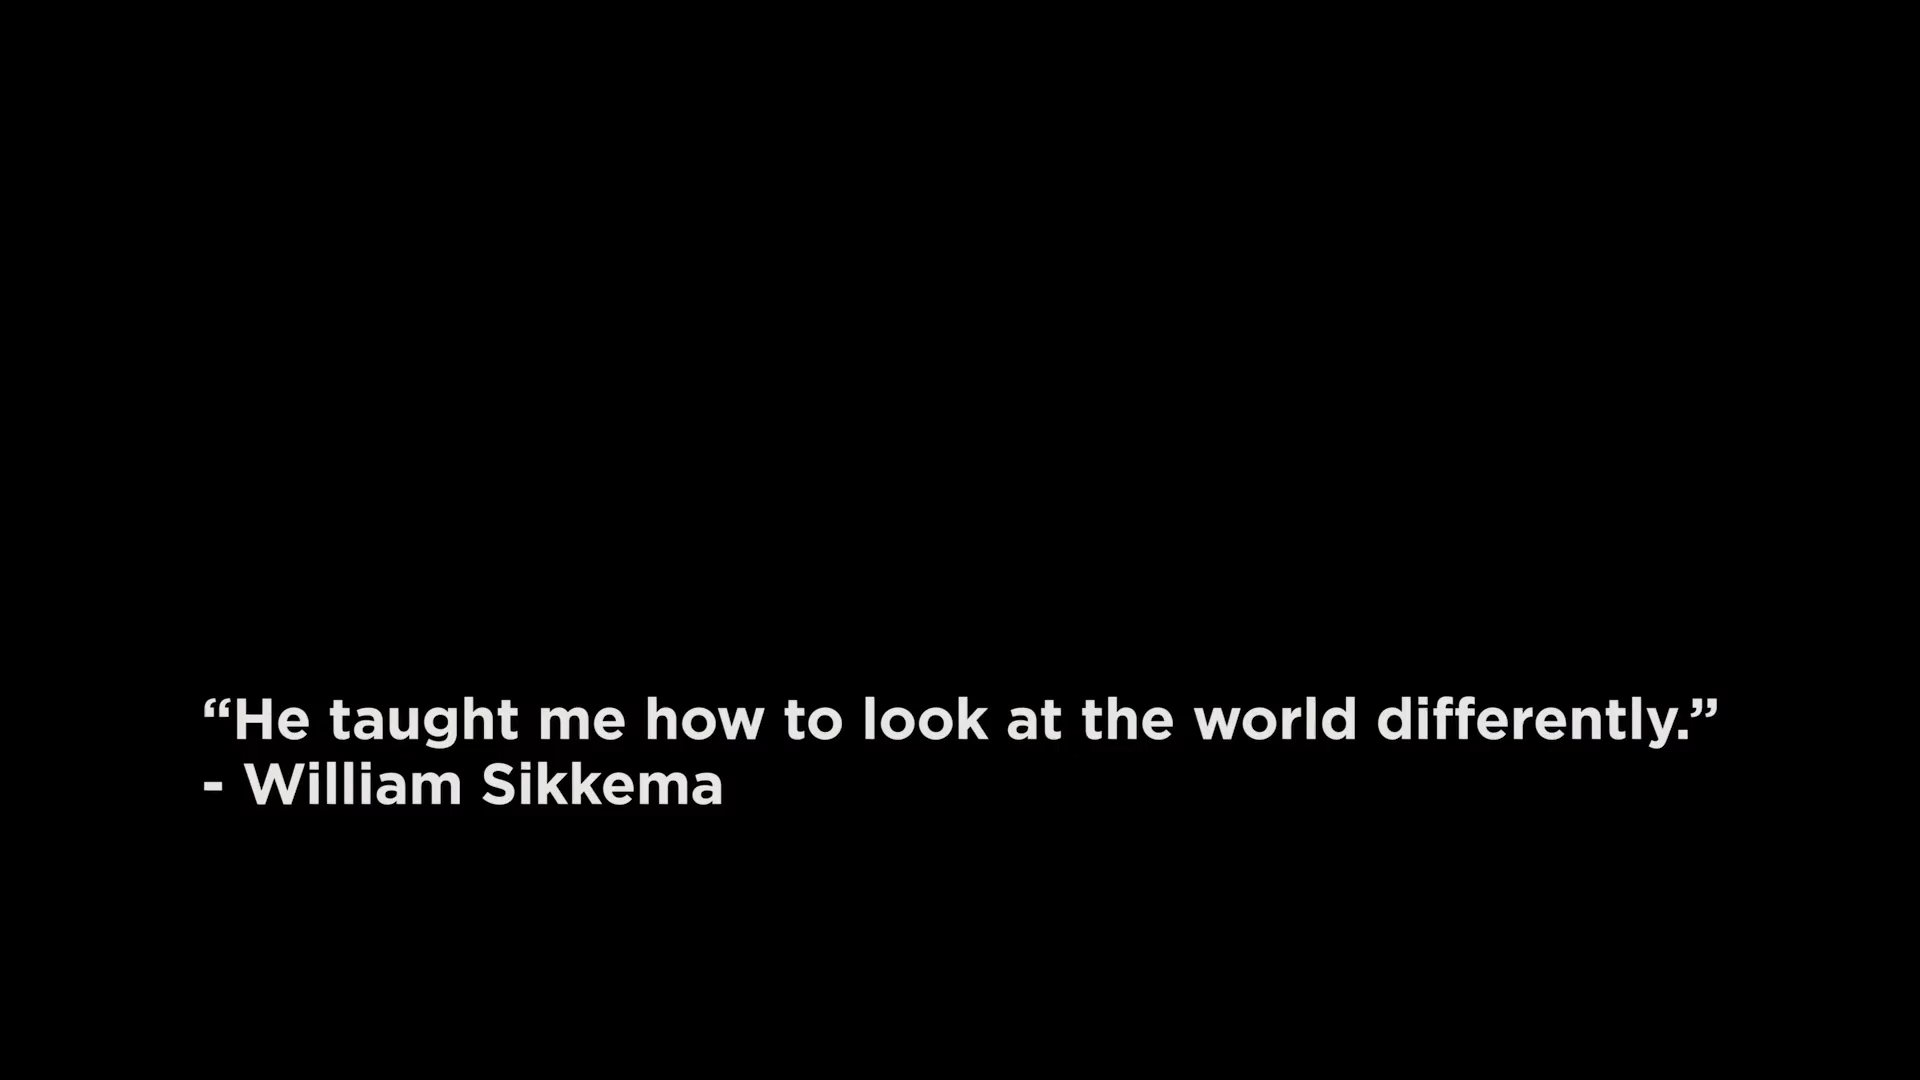 “He taught me how to look at the world differently.”
- William Sikkema